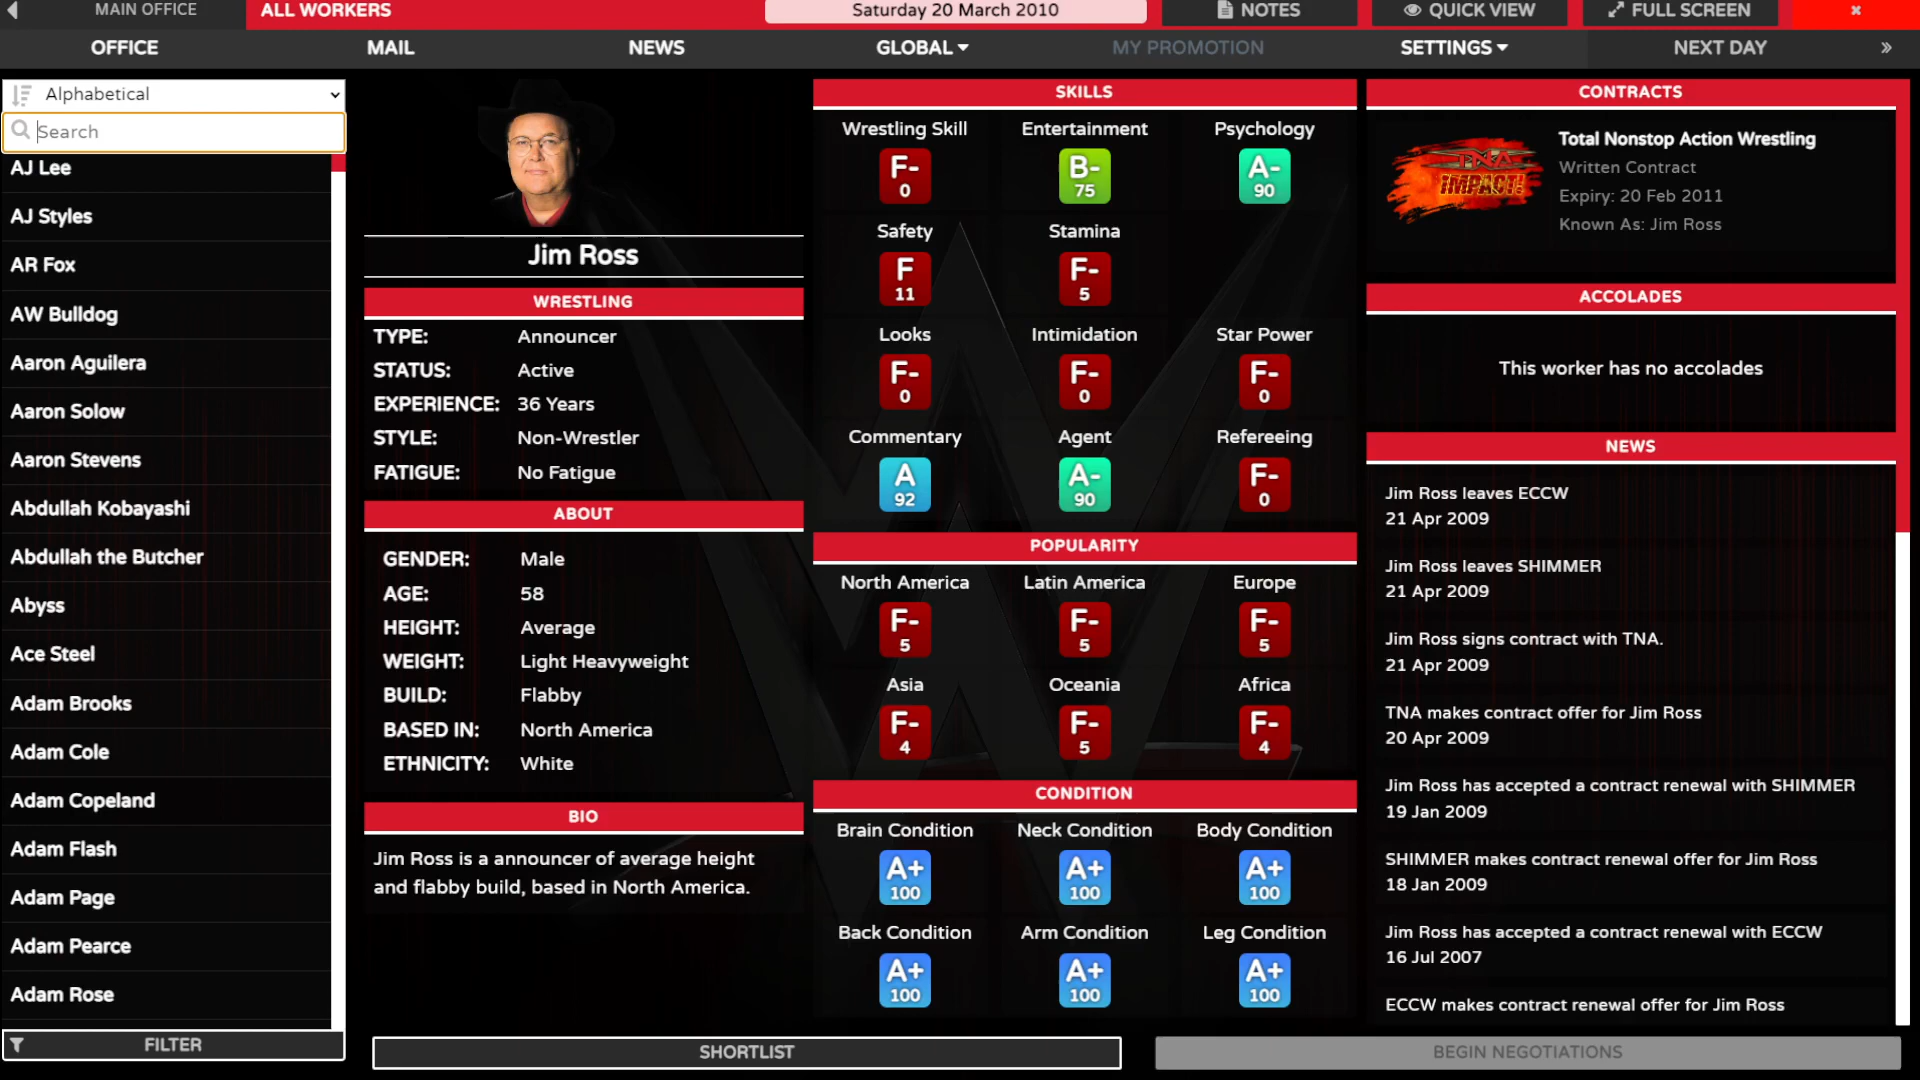 MAIN OFFICE
ALL WORKERS
Saturday 20 March 2010
NOTES
QUICK VIEW
FULL SCREEN
OFFICE
MAIL
NEWS
GLOBAL
MY PROMOTION
SETTINGS
NEXT DAY
Alphabetical
Search
AJ Lee
AJ Styles
AR Fox
AW Bulldog
Aaron Aguilera
Aaron Solow
Aaron Stevens
Abdullah Kobayashi
Abdullah the Butcher
Abyss
Ace Steel
Adam Brooks
Adam Cole
Adam Copeland
Adam Flash
Adam Page
Adam Pearce
Adam Rose
FILTER
Jim Ross
WRESTLING
TYPE: Announcer
STATUS: Active
EXPERIENCE: 36 Years
STYLE: Non-Wrestler
FATIGUE: No Fatigue
ABOUT
GENDER: Male
AGE: 58
HEIGHT: Average
WEIGHT: Light Heavyweight
BUILD: Flabby
BASED IN: North America
ETHNICITY: White
BIO
Jim Ross is a announcer of average height
and flabby build, based in North America.
SHORTLIST
SKILLS
Wrestling Skill Entertainment Psychology
F- B- A-
0 75 90
Safety Stamina
F F-
11 5
Looks Intimidation Star Power
F- F- F-
0 0 0
Commentary Agent Refereeing
A A- F-
92 90 0
POPULARITY
North America Latin America Europe
F- F- F-
5 5 5
Asia Oceania Africa
F- F- F-
4 5 4
CONDITION
Brain Condition Neck Condition Body Condition
A+ A+ A+
100 100 100
Back Condition Arm Condition Leg Condition
A+ A+ A+
100 100 100
CONTRACTS
TNA
iMPACT!
Total Nonstop Action Wrestling
Written Contract
Expiry: 20 Feb 2011
Known As: Jim Ross
ACCOLADES
This worker has no accolades
NEWS
Jim Ross leaves ECCW
21 Apr 2009
Jim Ross leaves SHIMMER
21 Apr 2009
Jim Ross signs contract with TNA.
21 Apr 2009
TNA makes contract offer for Jim Ross
20 Apr 2009
Jim Ross has accepted a contract renewal with SHIMMER
19 Jan 2009
SHIMMER makes contract renewal offer for Jim Ross
18 Jan 2009
Jim Ross has accepted a contract renewal with ECCW
16 Jul 2007
ECCW makes contract renewal offer for Jim Ross
BEGIN NEGOTIATIONS